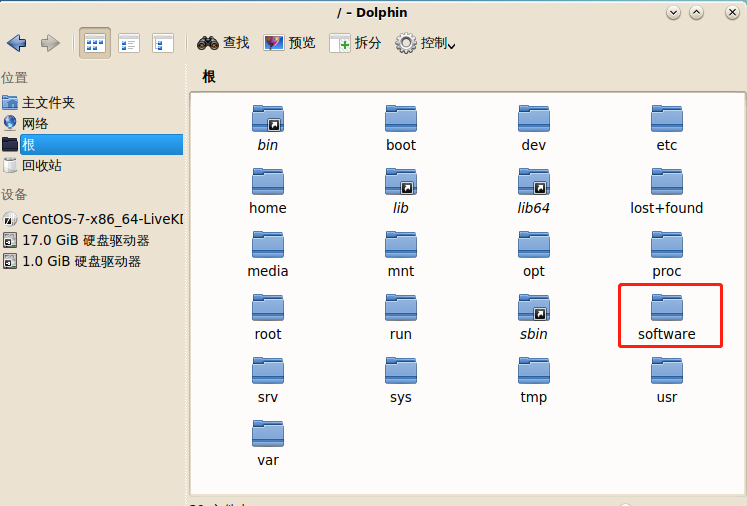 / – Dolphin
查找 预览 拆分 控制
位置
根
主文件夹
网络
根
回收站
设备
CentOS-7-x86_64-LiveKD
17.0 GiB 硬盘驱动器
1.0 GiB 硬盘驱动器
bin boot dev etc
home lib lib64 lost+found
media mnt opt proc
root run sbin software
srv sys tmp usr
var